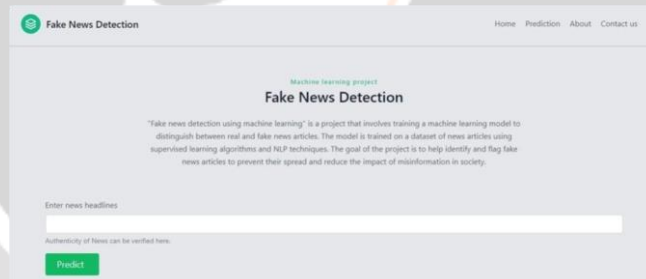 Fake News Detection
Home Prediction About Contact us
Machine learning project
Fake News Detection
"Fake news detection using machine learning" is a project that involves training a machine learning model to
distinguish between real and fake news articles. The model is trained on a dataset of news articles using
supervised learning algorithms and NLP techniques. The goal of the project is to help identify and flag fake
news articles to prevent their spread and reduce the impact of misinformation in society.
Enter news headlines
Authenticity of News can be verified here.
Predict